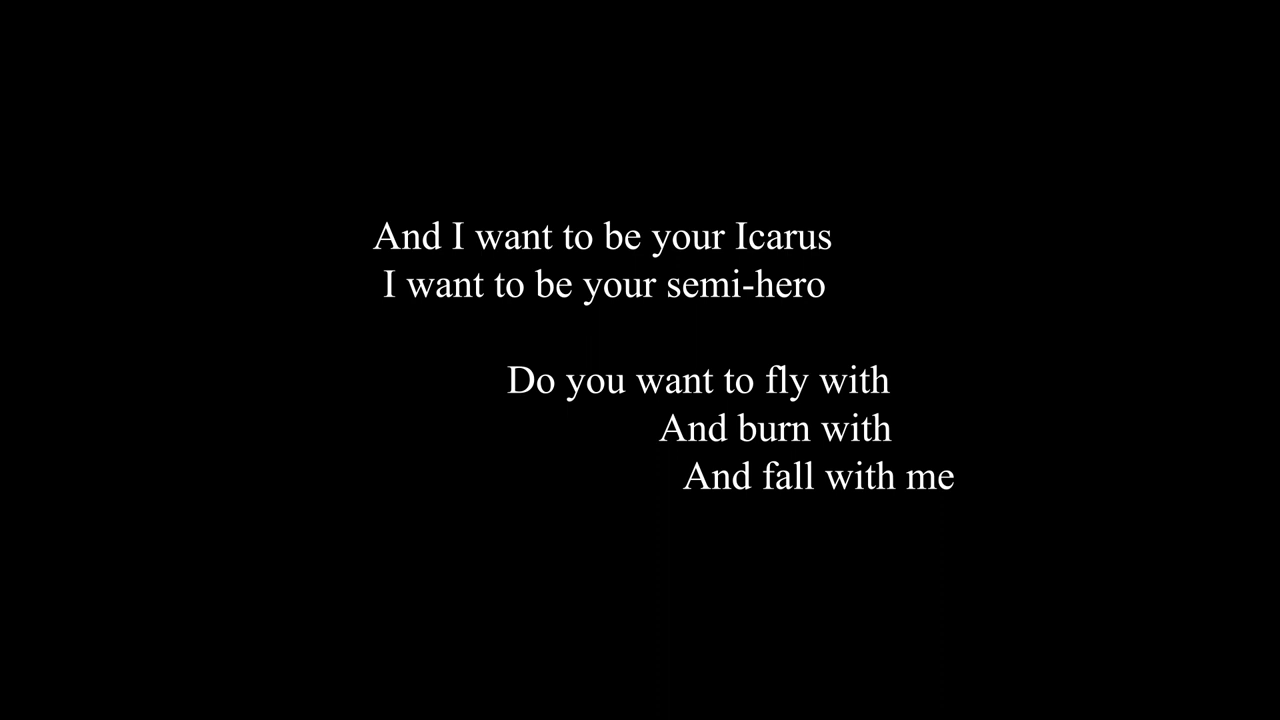 And I want to be your Icarus
I want to be your semi-hero
Do you want to fly with
And burn with
And fall with me